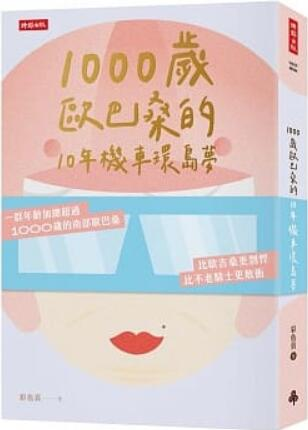 時報出版
1000歲
歐巴桑的
10年機車環島夢
一群年齡加總超過
1000歲的南部歐巴桑
比歐吉桑更剽悍
比不老騎士更敢衝
1000歲歐巴桑的10年機車環島夢